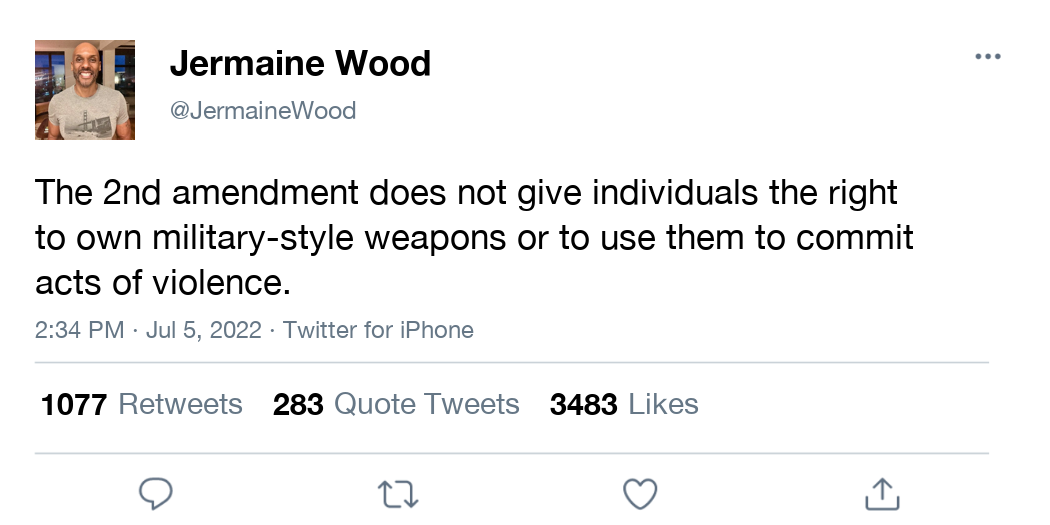 Jermaine Wood
@JermaineWood
The 2nd amendment does not give individuals the right
to own military-style weapons or to use them to commit
acts of violence.
2:34 PM · Jul 5, 2022 · Twitter for iPhone
1077 Retweets 283 Quote Tweets 3483 Likes